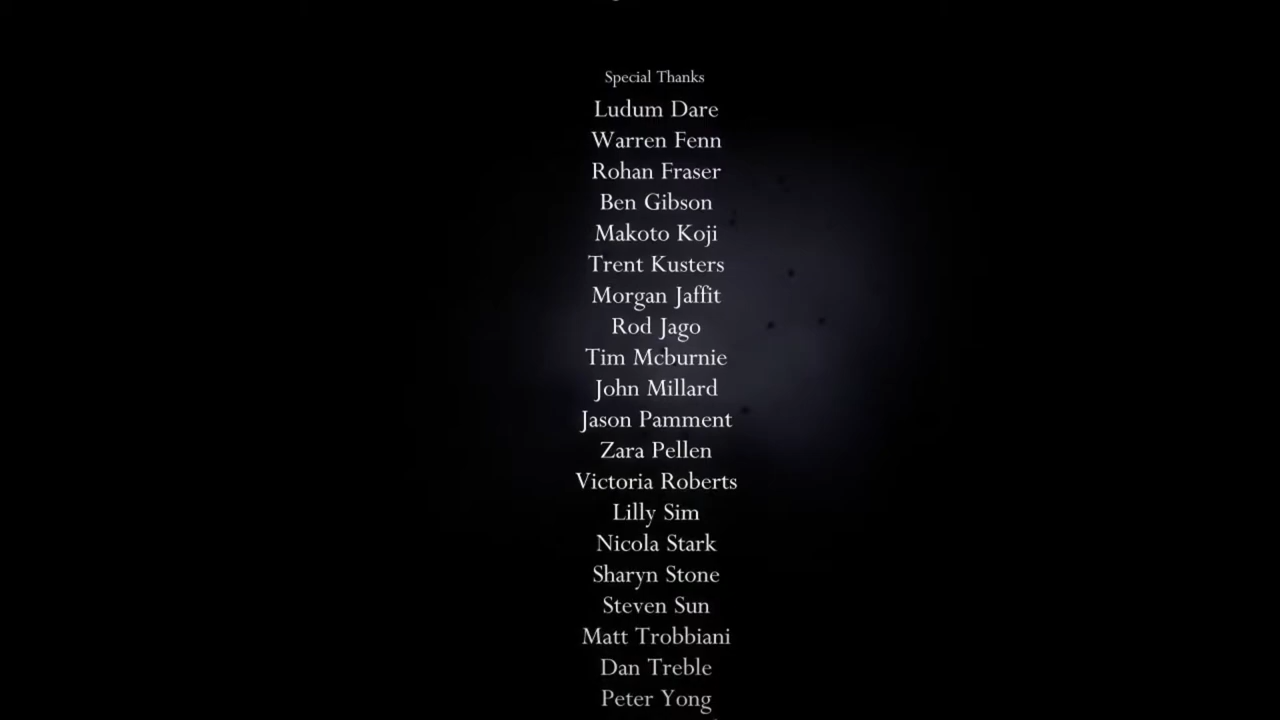 Special Thanks
Ludum Dare
Warren Fenn
Rohan Fraser
Ben Gibson
Makoto Koji
Trent Kusters
Morgan Jaffit
Rod Jago
Tim Mcburnie
John Millard
Jason Pamment
Zara Pellen
Victoria Roberts
Lilly Sim
Nicola Stark
Sharyn Stone
Steven Sun
Matt Trobbiani
Dan Treble
Peter Yong